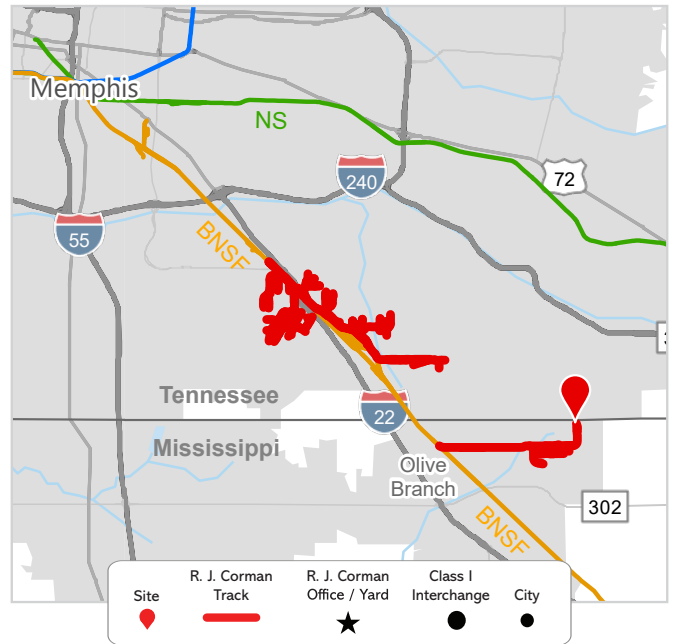 Memphis
NS
72
240
55
BNSF
3
Tennessee
22
Mississippi
Olive
Branch
302
BNSF
Site
R. J. Corman
Track
R. J. Corman
Office / Yard
Class I
Interchange
City